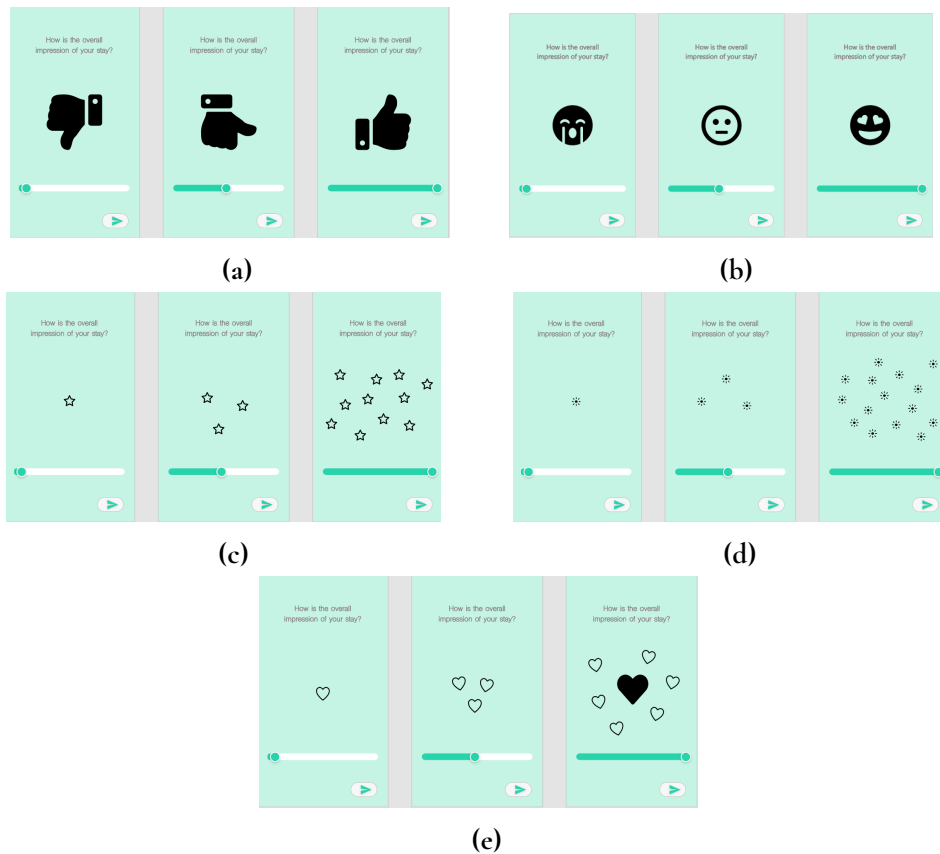 How is the overall
impression of your stay?
How is the overall
impression of your stay?
How is the overall
impression of your stay?
How is the overall
impression of your stay?
How is the overall
impression of your stay?
How is the overall
impression of your stay?
(a)
(b)
How is the overall
impression of your stay?
How is the overall
impression of your stay?
How is the overall
impression of your stay?
How is the overall
impression of your stay?
How is the overall
impression of your stay?
How is the overall
impression of your stay?
(c)
(d)
How is the overall
impression of your stay?
How is the overall
impression of your stay?
How is the overall
impression of your stay?
(e)